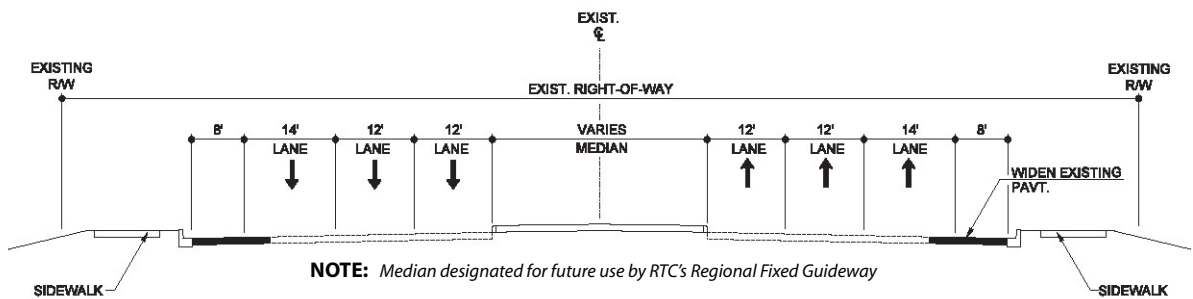 EXIST.
℄
EXISTING
R/W
EXISTING
R/W
EXIST. RIGHT-OF-WAY
8' 14' 12' 12' VARIES 12' 12' 14' 8'
LANE LANE LANE MEDIAN LANE LANE LANE
WIDEN EXISTING
PAVT.
NOTE: Median designated for future use by RTC's Regional Fixed Guideway
SIDEWALK
SIDEWALK